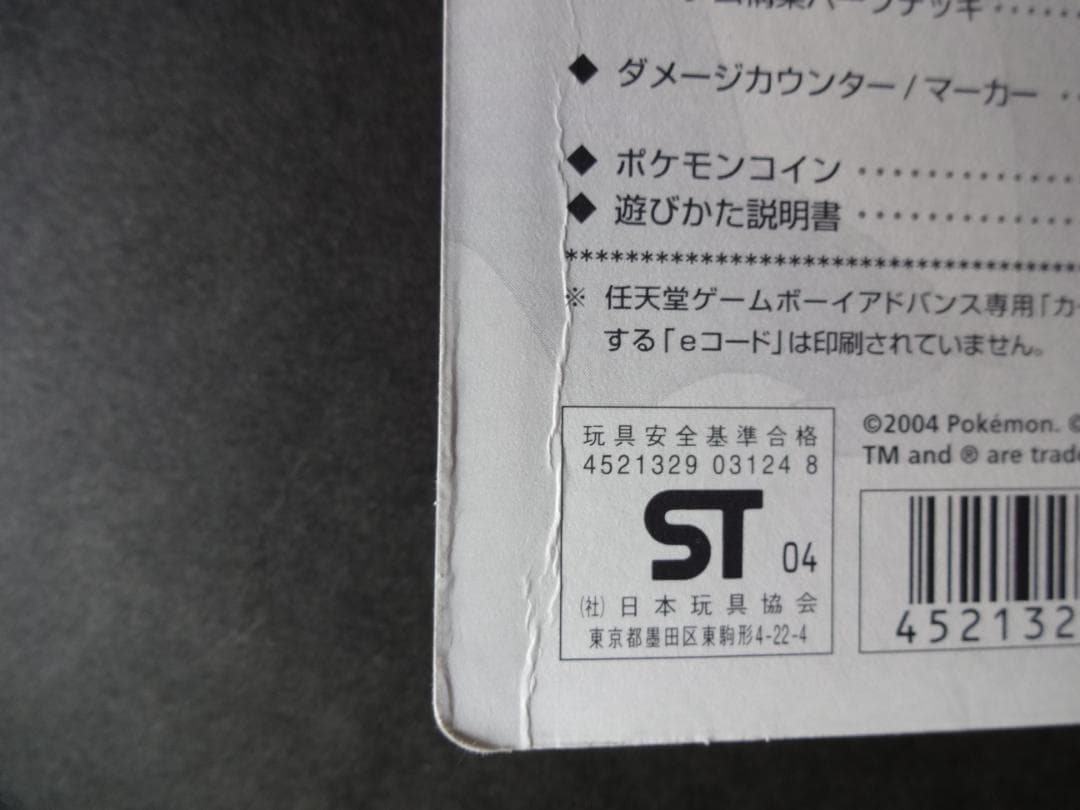 ◆ ダメージカウンター/マーカー ‥
◆ ポケモンコイン ‥‥‥‥‥‥‥
◆ 遊びかた説明書 ‥‥‥‥‥‥‥
****************************************
※ 任天堂ゲームボーイアドバンス専用「カー
する「eコード」は印刷されていません。
玩具安全基準合格
4521329 03124 8
ST 04
(社)日本玩具協会
東京都墨田区東駒形4-22-4
©2004 Pokémon. ©
TM and ® are trade
452132